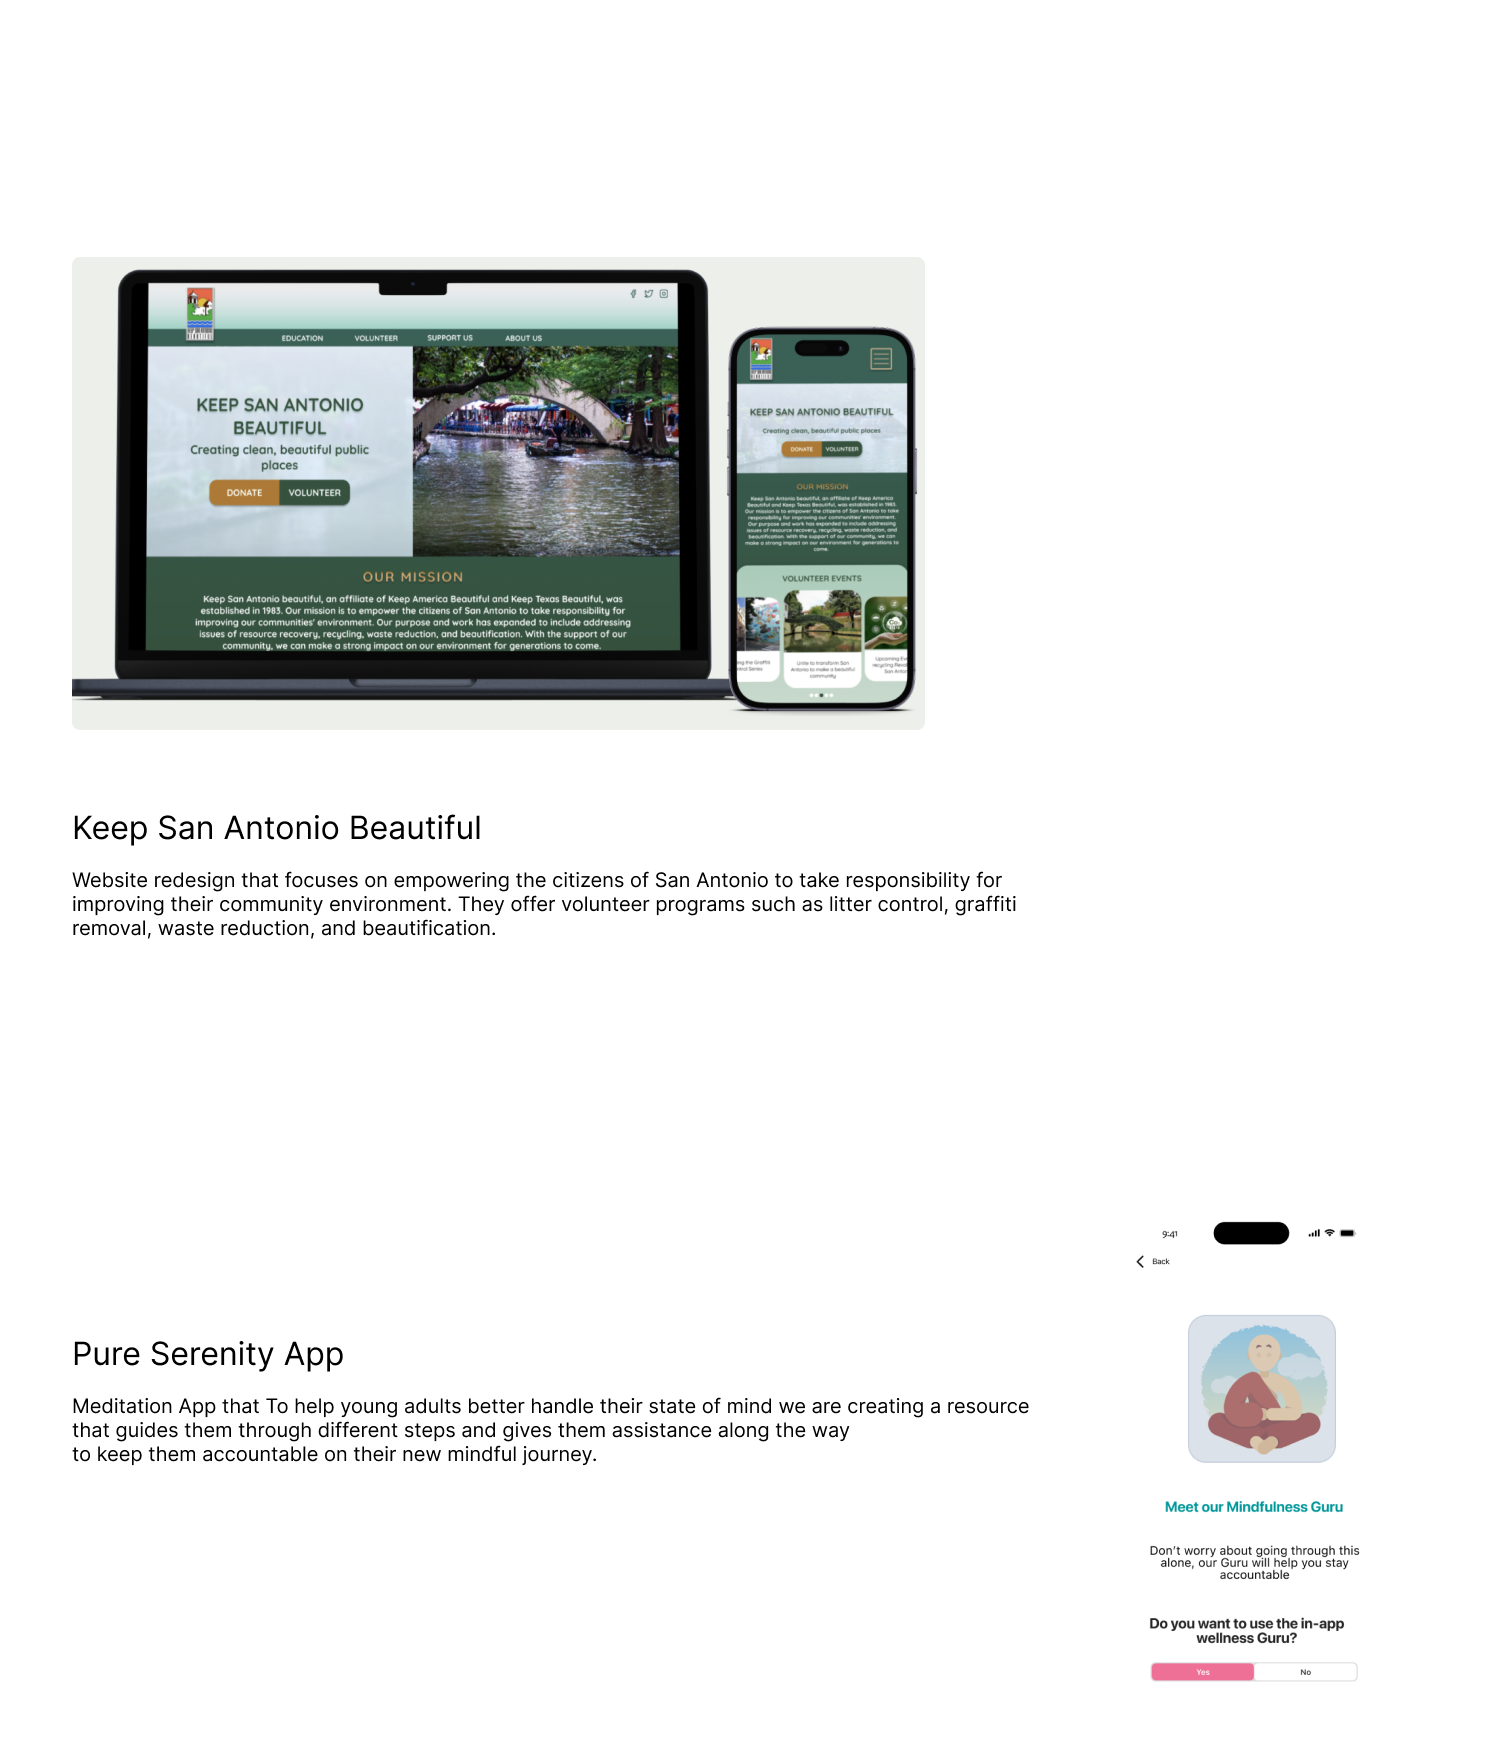 EDUCATION VOLUNTEER SUPPORT US ABOUT US
KEEP SAN ANTONIO
BEAUTIFUL
Creating clean, beautiful public
places
DONATE VOLUNTEER
OUR MISSION
Keep San Antonio beautiful, an affiliate of Keep America Beautiful and Keep Texas Beautiful, was
established in 1983. Our mission is to empower the citizens of San Antonio to take responsibility for
improving our communities' environment. Our purpose and work has expanded to include addressing
issues of resource recovery, recycling, waste reduction, and beautification. With the support of our
community, we can make a strong impact on our environment for generations to come.
KEEP SAN ANTONIO BEAUTIFUL
Creating clean, beautiful public places
DONATE VOLUNTEER
OUR MISSION
Keep San Antonio beautiful, an affiliate of Keep America
Beautiful and Keep Texas Beautiful, was established in 1983.
Our mission is to empower the citizens of San Antonio to take
responsibility for improving our communities' environment.
Our purpose and work has expanded to include addressing
issues of resource recovery, recycling, waste reduction, and
beautification. With the support of our community, we can
make a strong impact on our environment for generations to
come.
VOLUNTEER EVENTS
the Graffiti
Series
Unite to transform San
Antonio to make a beautiful
community
Upcoming
recycling
San
Keep San Antonio Beautiful
Website redesign that focuses on empowering the citizens of San Antonio to take responsibility for
improving their community environment. They offer volunteer programs such as litter control, graffiti
removal, waste reduction, and beautification.
Pure Serenity App
Meditation App that To help young adults better handle their state of mind we are creating a resource
that guides them through different steps and gives them assistance along the way
to keep them accountable on their new mindful journey.
9:41
Back
Meet our Mindfulness Guru
Don't worry about going through this
alone, our Guru will help you stay
accountable
Do you want to use the in-app
wellness Guru?
Yes No